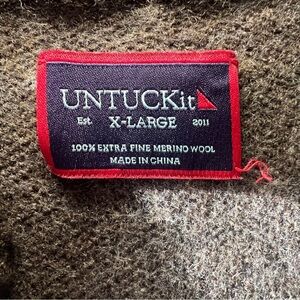 UNTUCKit
Est. X-LARGE 2011
100% EXTRA FINE MERINO WOOL
MADE IN CHINA